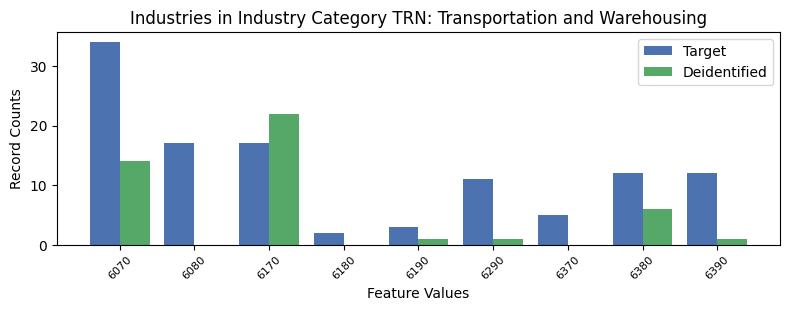 Industries in Industry Category TRN: Transportation and Warehousing
Target
Deidentified
Record Counts
30
20
10
0
6070 6080 6170 6180 6190 6290 6370 6380 6390
Feature Values